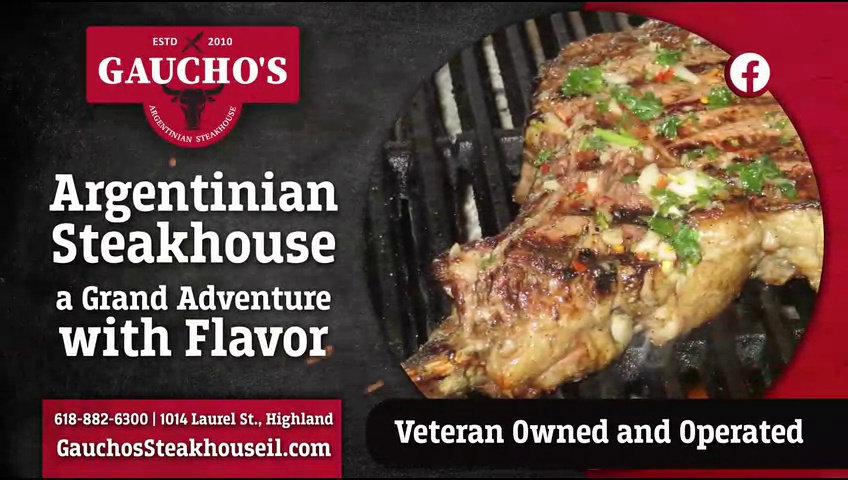 ESTD 2010
GAUCHO'S
ARGENTINIAN STEAKHOUSE
Argentinian
Steakhouse
a Grand Adventure
with Flavor
618-882-6300 | 1014 Laurel St., Highland
GauchosSteakhouseil.com
Veteran Owned and Operated